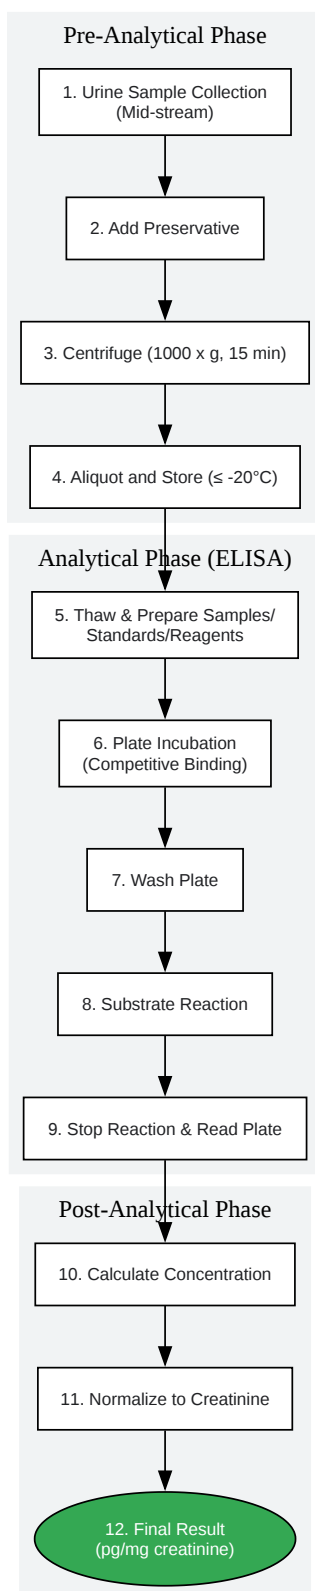 Pre-Analytical Phase
1. Urine Sample Collection
(Mid-stream)
2. Add Preservative
3. Centrifuge (1000 x g, 15 min)
4. Aliquot and Store (≤ -20°C)
Analytical Phase (ELISA)
5. Thaw & Prepare Samples/
Standards/Reagents
6. Plate Incubation
(Competitive Binding)
7. Wash Plate
8. Substrate Reaction
9. Stop Reaction & Read Plate
Post-Analytical Phase
10. Calculate Concentration
11. Normalize to Creatinine
12. Final Result
(pg/mg creatinine)